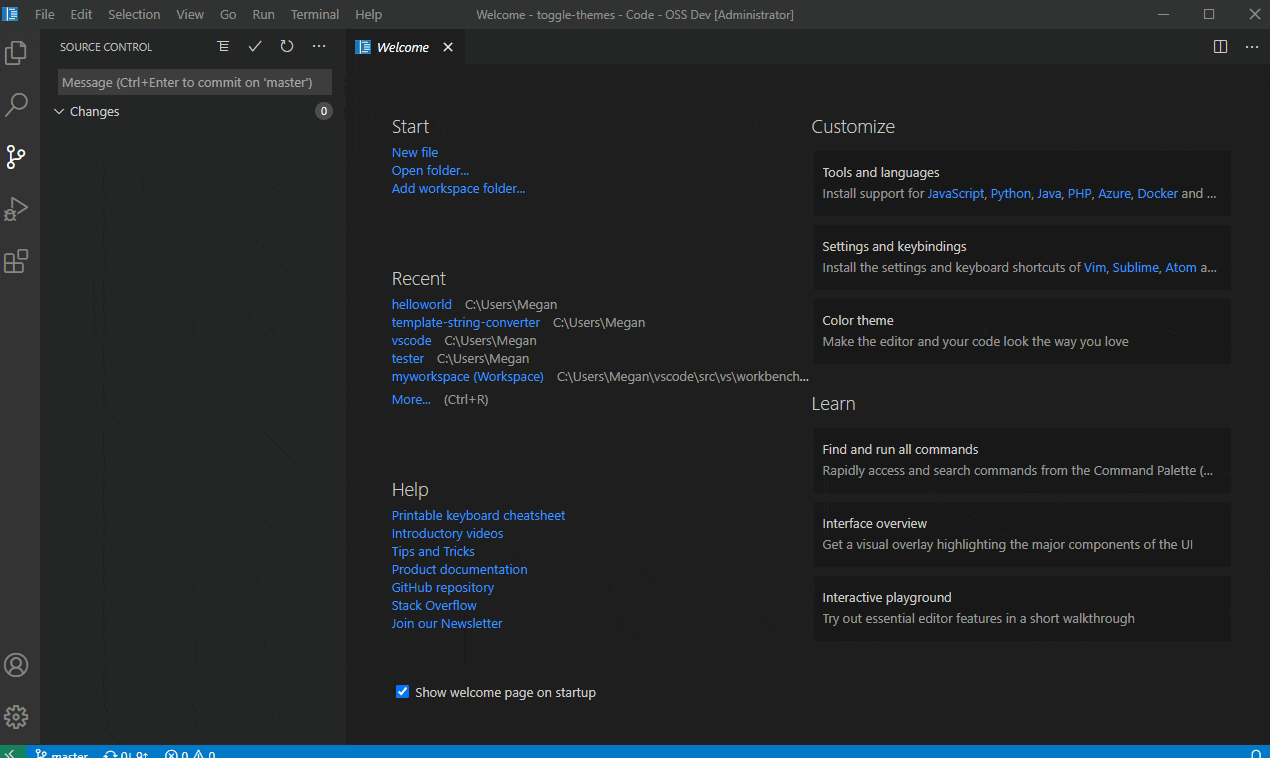 File Edit Selection View Go Run Terminal Help Welcome - toggle-themes - Code - OSS Dev [Administrator]
SOURCE CONTROL
Message (Ctrl+Enter to commit on 'master')
Changes 0
Welcome
Start
New file
Open folder...
Add workspace folder...
Recent
helloworld C:\Users\Megan
template-string-converter C:\Users\Megan
vscode C:\Users\Megan
tester C:\Users\Megan
myworkspace (Workspace) C:\Users\Megan\vscode\src\vs\workbench...
More... (Ctrl+R)
Help
Printable keyboard cheatsheet
Introductory videos
Tips and Tricks
Product documentation
GitHub repository
Stack Overflow
Join our Newsletter
Show welcome page on startup
Customize
Tools and languages
Install support for JavaScript, Python, Java, PHP, Azure, Docker and ...
Settings and keybindings
Install the settings and keyboard shortcuts of Vim, Sublime, Atom a...
Color theme
Make the editor and your code look the way you love
Learn
Find and run all commands
Rapidly access and search commands from the Command Palette (...
Interface overview
Get a visual overlay highlighting the major components of the UI
Interactive playground
Try out essential editor features in a short walkthrough
master 0↓ 9↑ 0 0